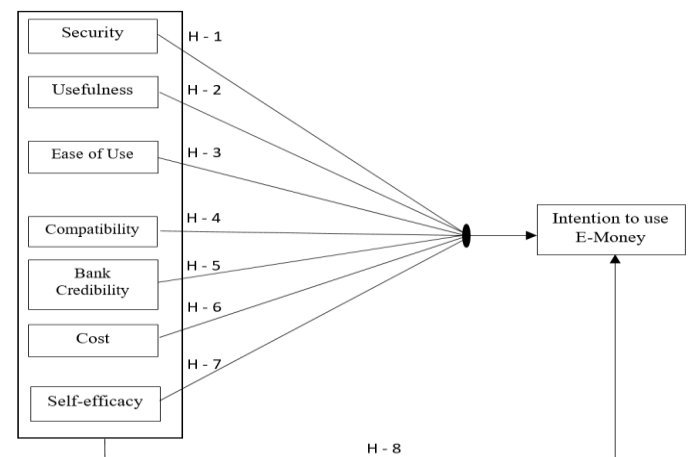 Security
H - 1
Usefulness
H - 2
Ease of Use
H - 3
Compatibility
H - 4
Bank
Credibility
H - 5
Cost
H - 6
Self-efficacy
H - 7
Intention to use
E-Money
H - 8